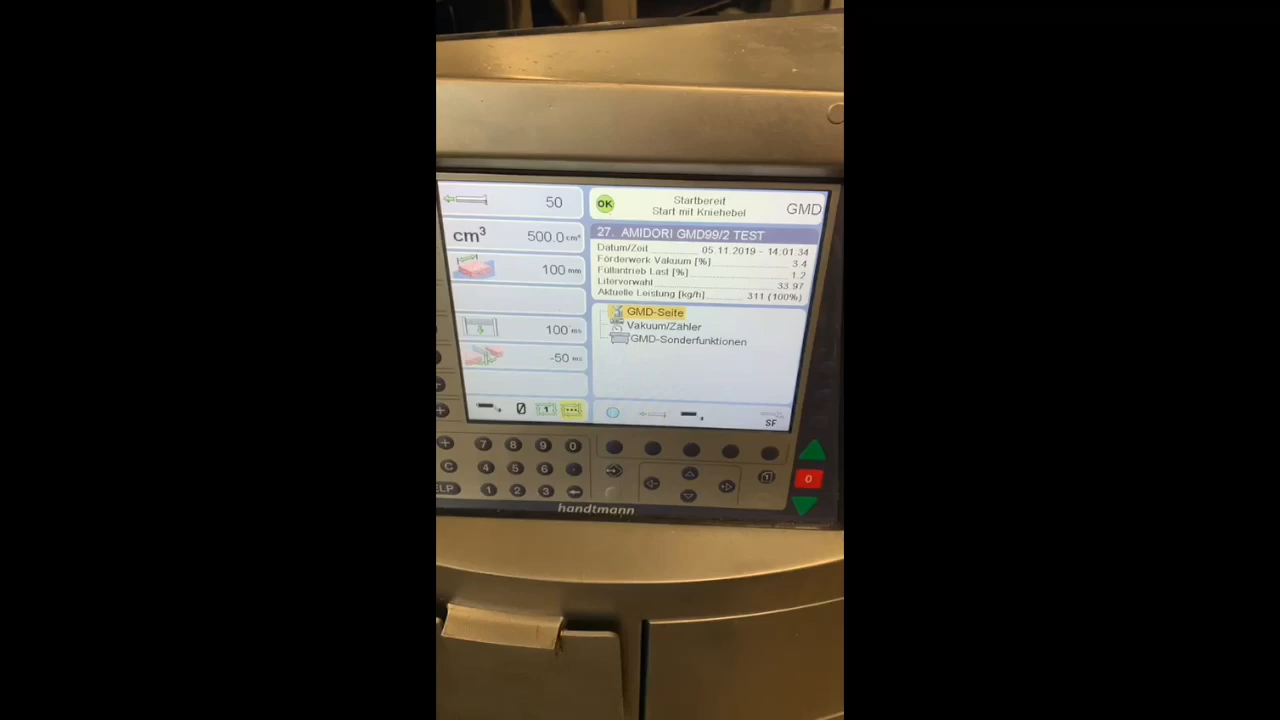 50
cm³ 500.0 cm³
100 mm
100 ms
-50 ms
0 1
OK Startbereit
Start mit Kniehebel
GMD
27. AMIDORI GMD99/2 TEST
Datum/Zeit 05.11.2019 - 14.01.34
Förderwerk Vakuum [%] 3.4
Füllantrieb Last [%] 1.2
Litervorwahl 33.97
Aktuelle Leistung [kg/h] 311 (100%)
GMD-Seite
Vakuum/Zähler
GMD-Sonderfunktionen
SF
+ 7 8 9 0
C 4 5 6
ELP 1 2 3
0
handtmann